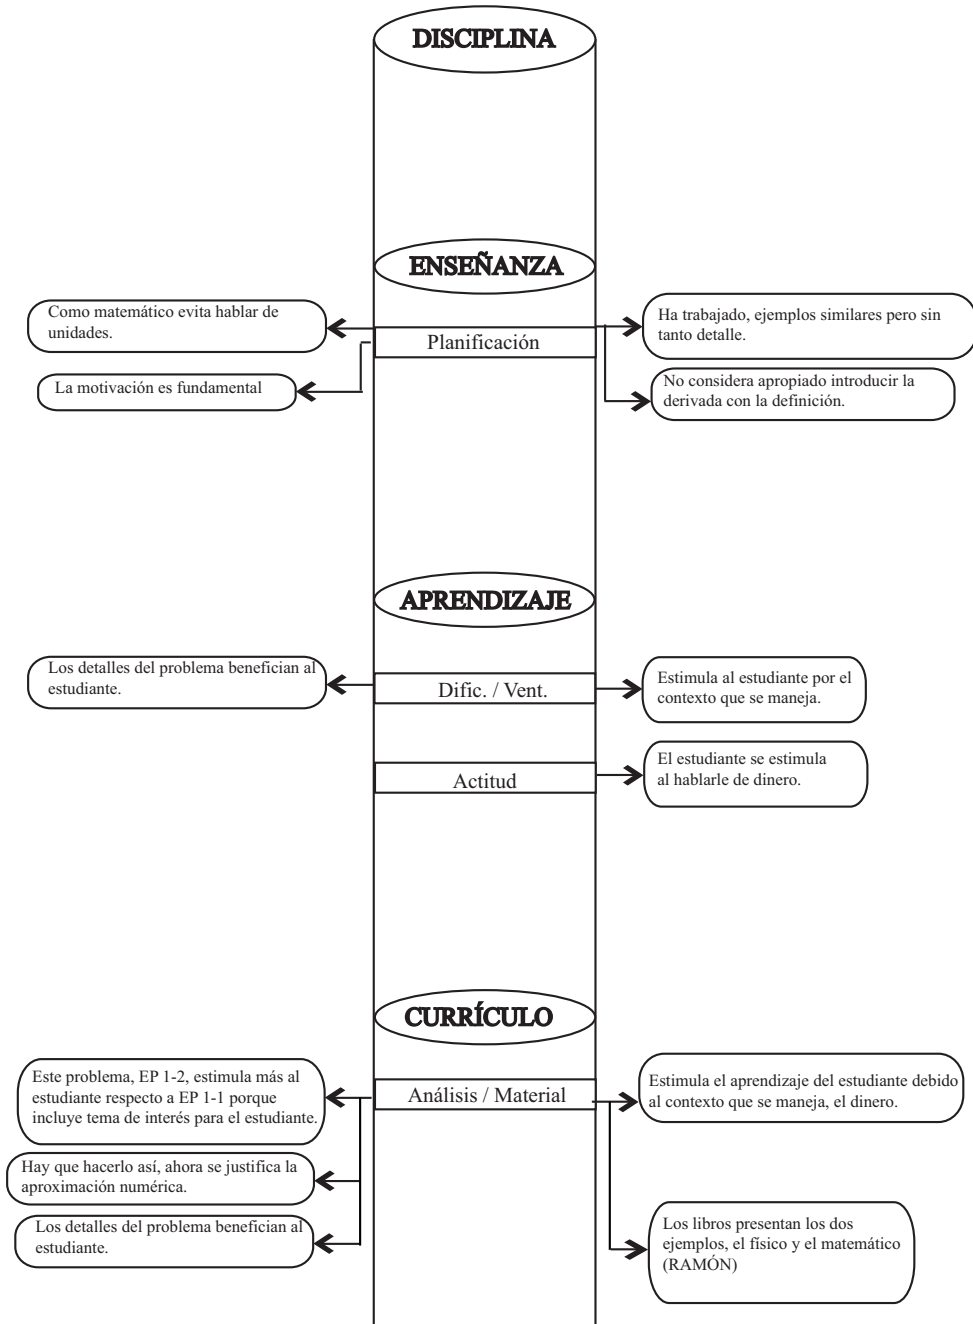 DISCIPLINA
ENSEÑANZA
Como matemático evita hablar de
unidades.
Planificación
Ha trabajado, ejemplos similares pero sin
tanto detalle.
La motivación es fundamental
No considera apropiado introducir la
derivada con la definición.
APRENDIZAJE
Los detalles del problema benefician al
estudiante.
Dific. / Vent.
Estimula al estudiante por el
contexto que se maneja.
Actitud
El estudiante se estimula
al hablarle de dinero.
CURRÍCULO
Este problema, EP 1-2, estimula más al
estudiante respecto a EP 1-1 porque
incluye tema de interés para el estudiante.
Análisis / Material
Estimula el aprendizaje del estudiante debido
al contexto que se maneja, el dinero.
Hay que hacerlo así, ahora se justifica la
aproximación numérica.
Los detalles del problema benefician al
estudiante.
Los libros presentan los dos
ejemplos, el físico y el matemático
(RAMÓN)